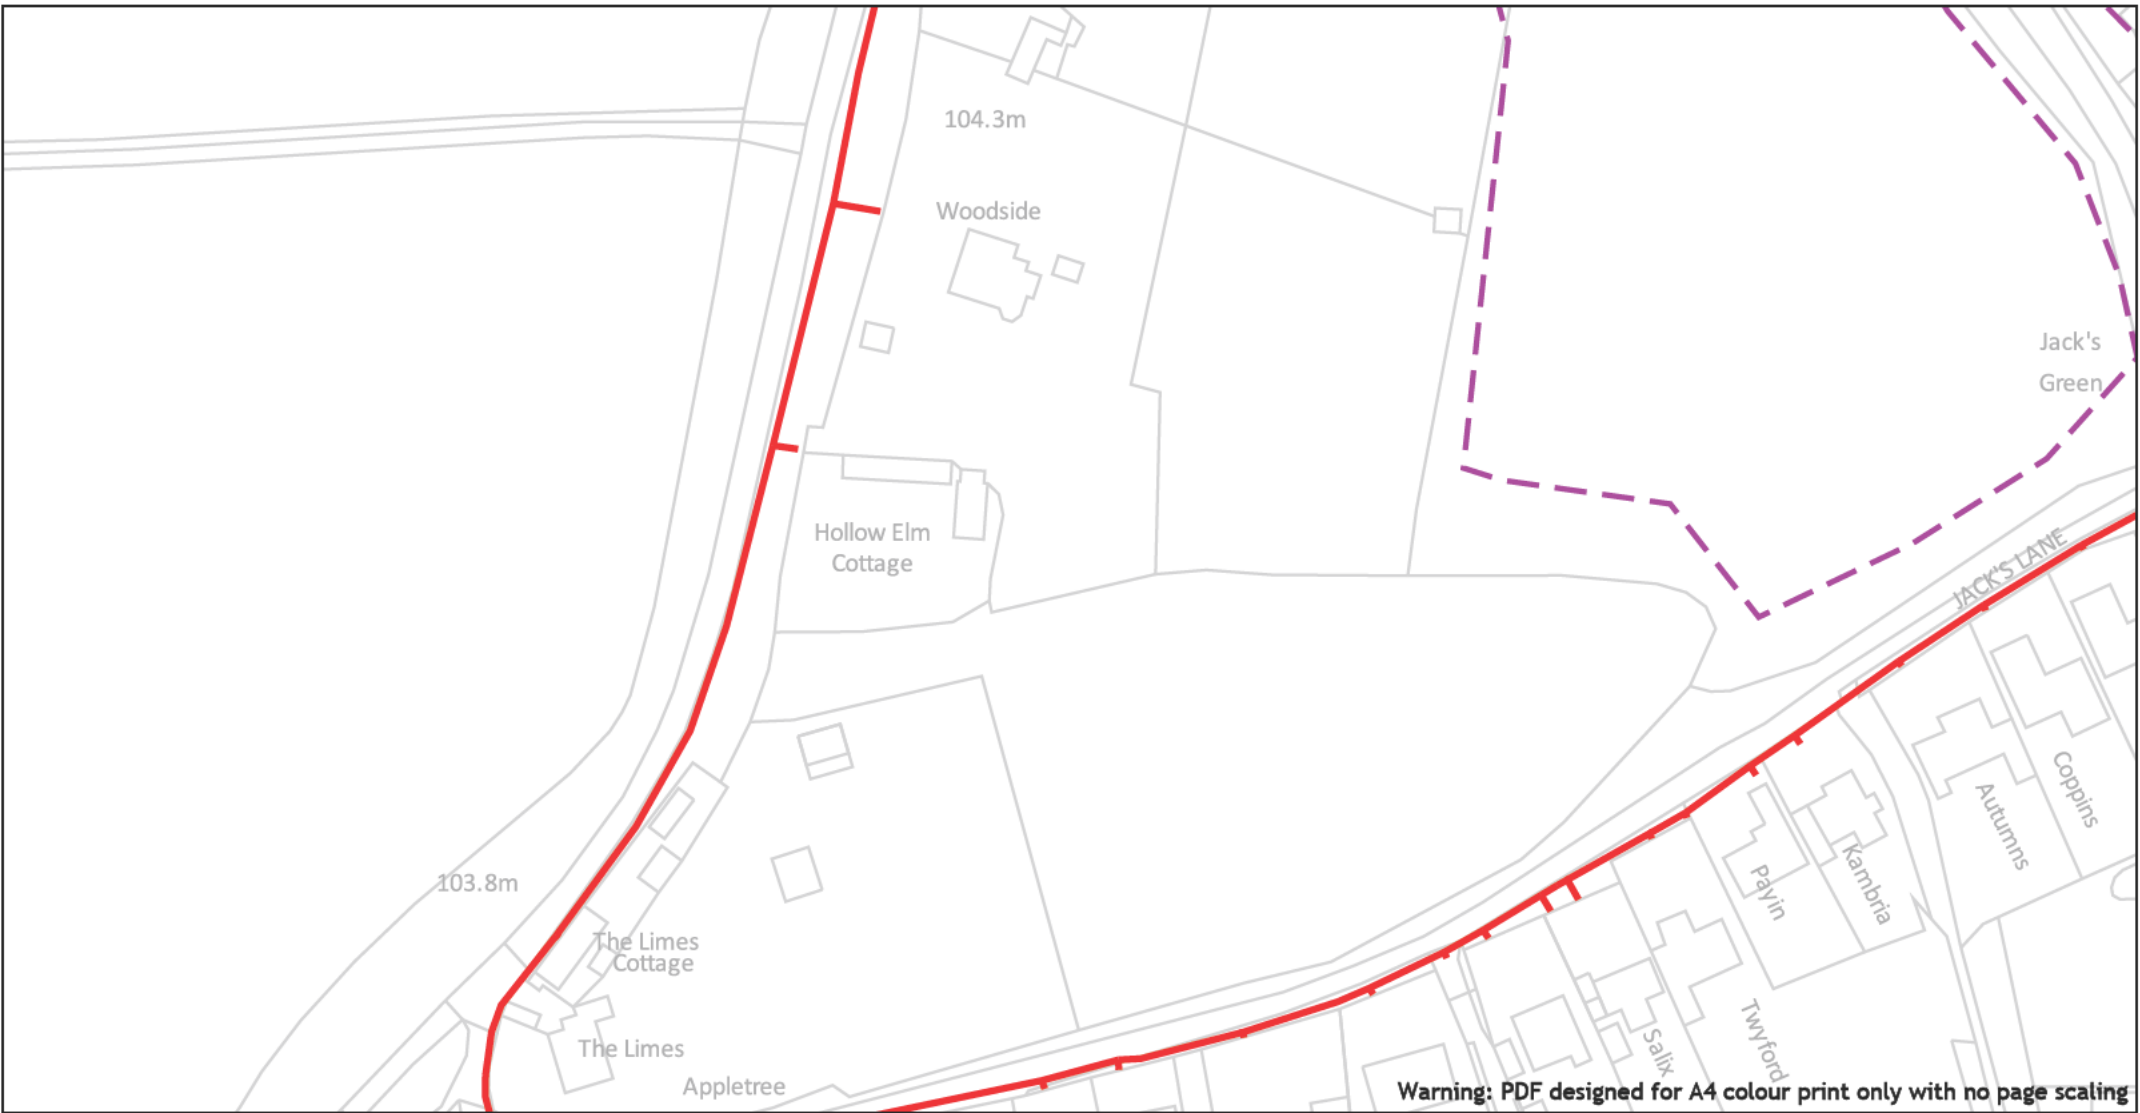 104.3m
Woodside
Jack's
Green
Hollow Elm
Cottage
JACK'S LANE
Coppins
Autumns
Kambria
Payin
103.8m
The Limes
Cottage
Twyford
Salix
The Limes
Appletree
Warning: PDF designed for A4 colour print only with no page scaling